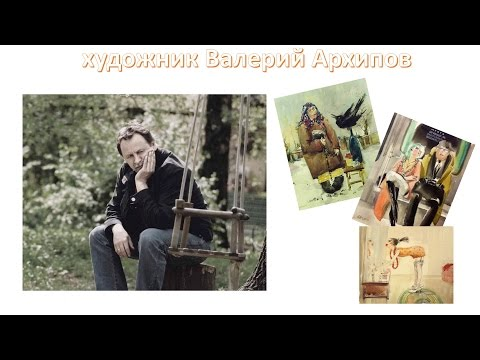 художник Валерий Архипов